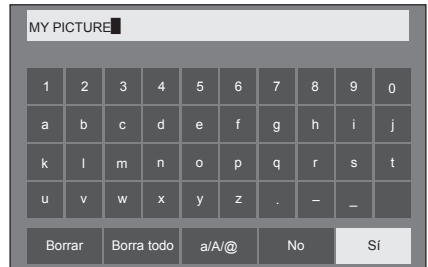 MY PICTURE
1 2 3 4 5 6 7 8 9 0
a b c d e f g h i j
k l m n o p q r s t
u v w x y z . – _
Borrar Borra todo a/A/@ No Sí